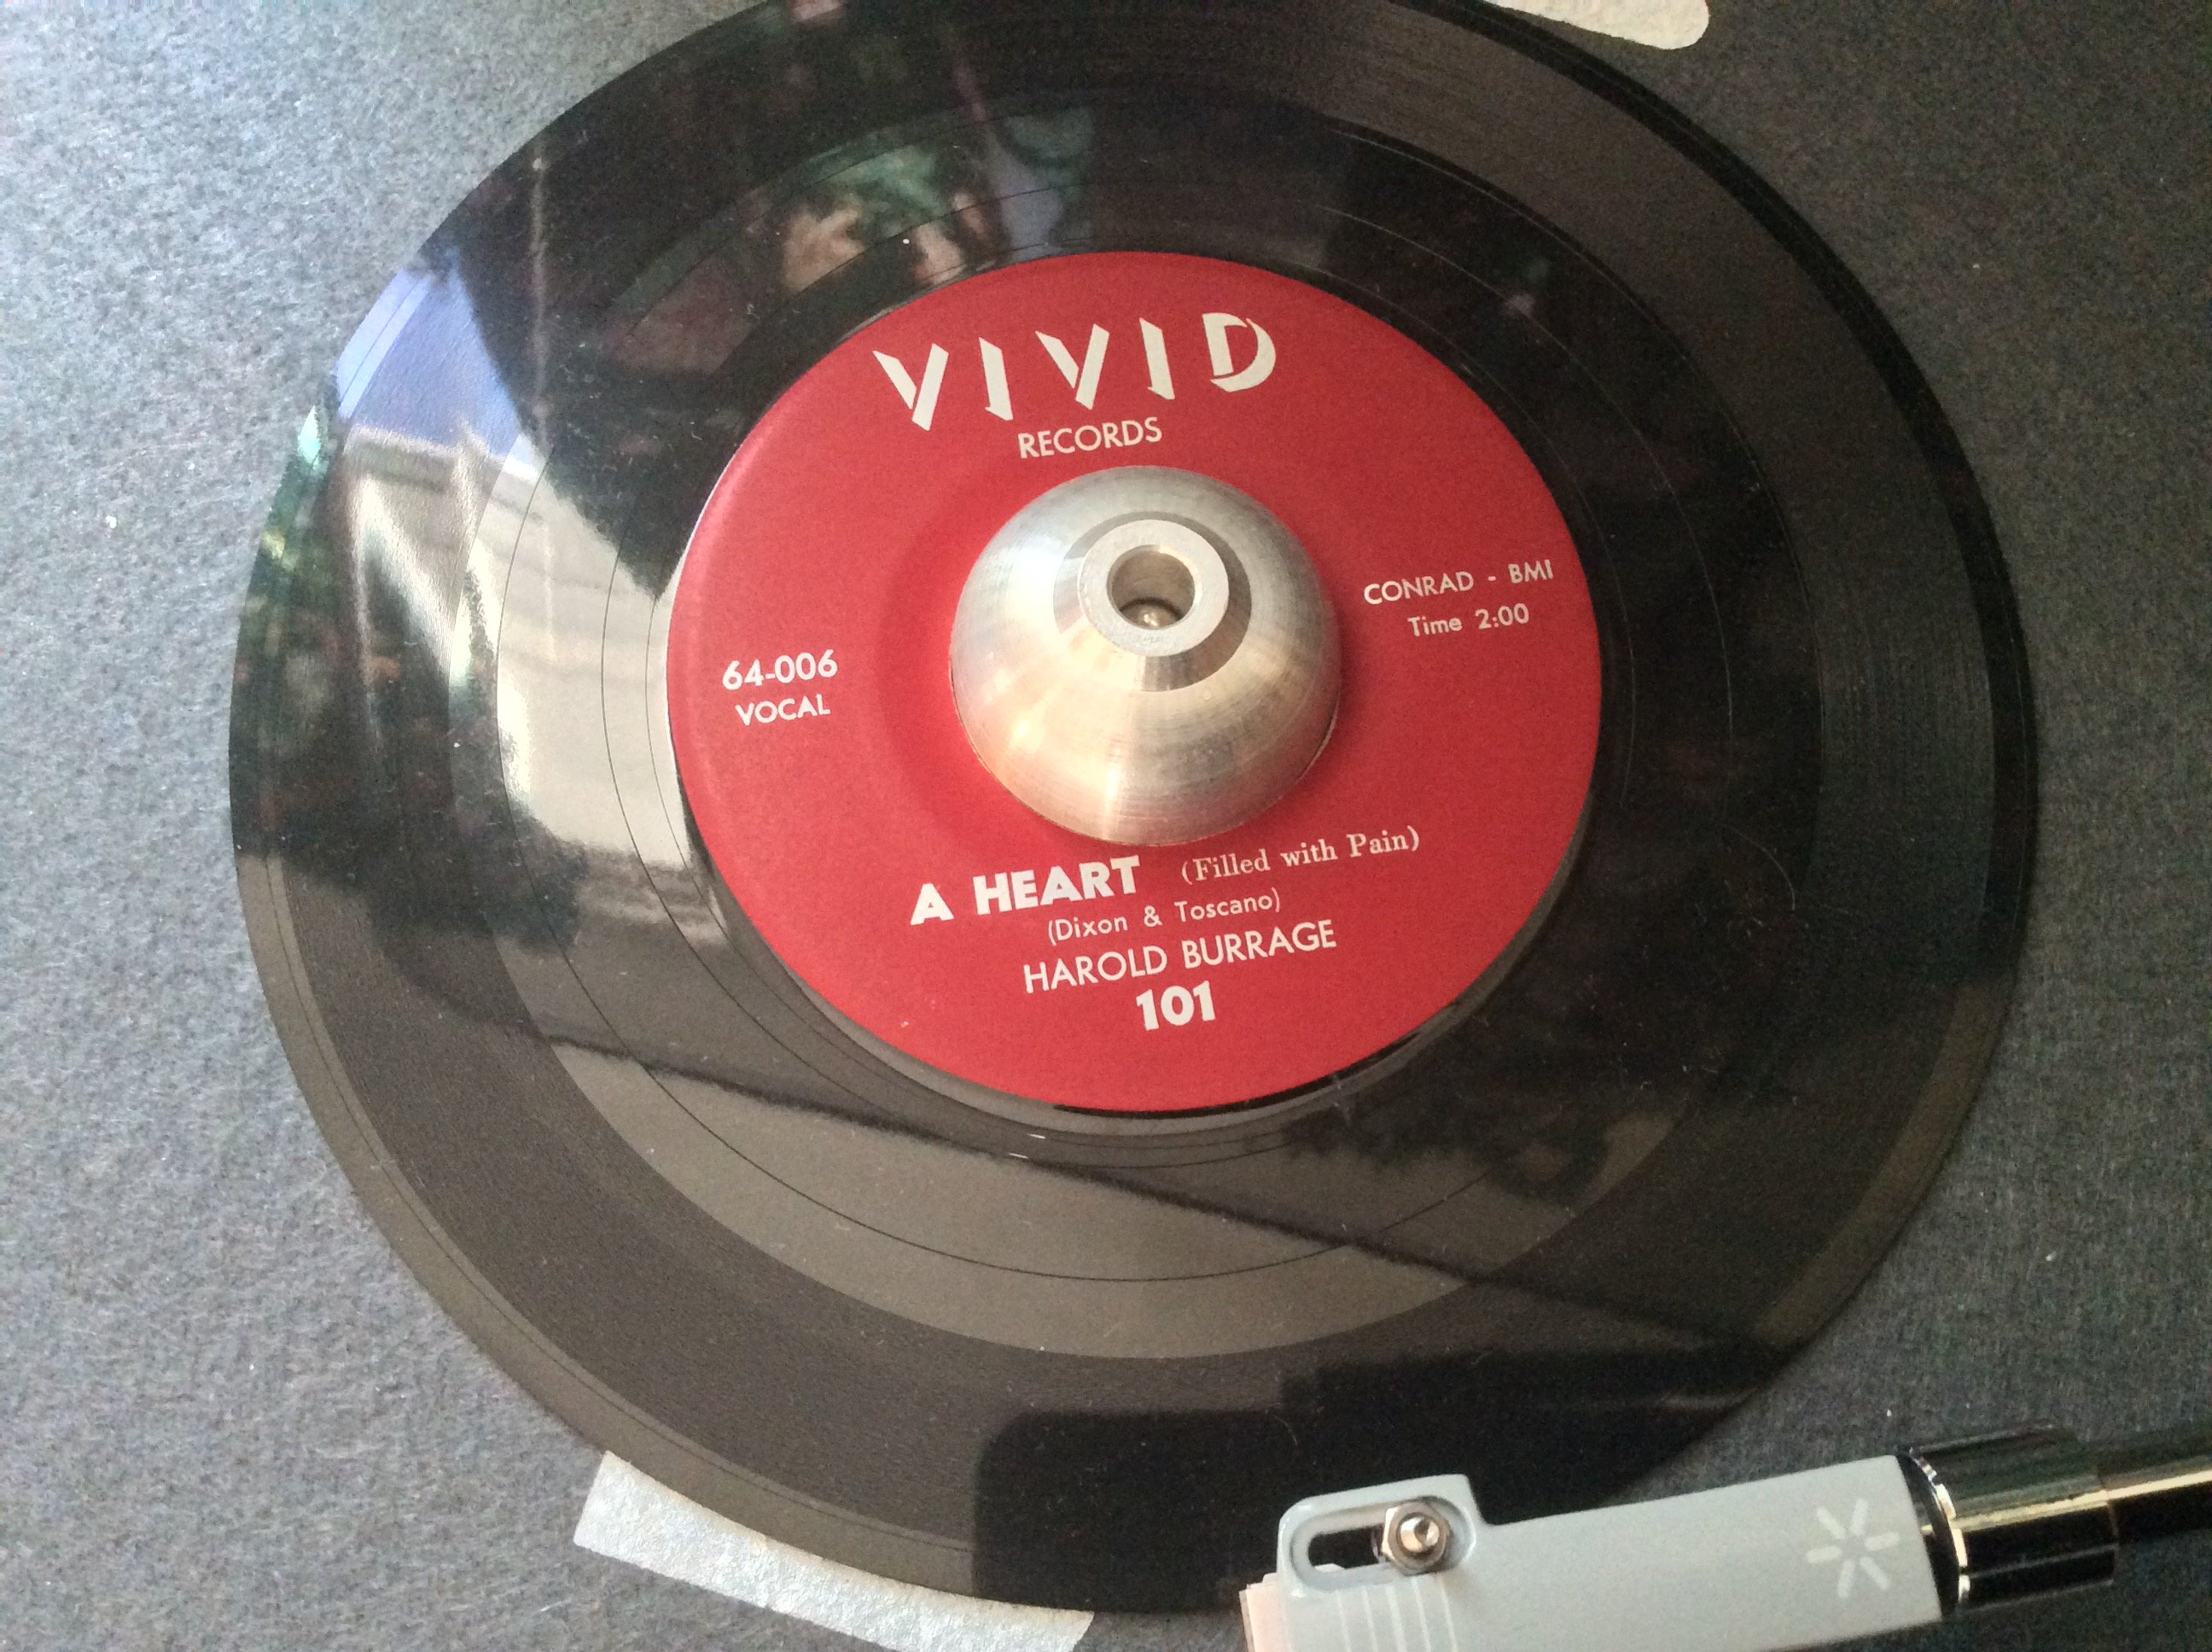 VIVID
RECORDS
CONRAD - BMI
Time 2:00
64-006
VOCAL
A HEART (Filled with Pain)
(Dixon & Toscano)
HAROLD BURRAGE
101